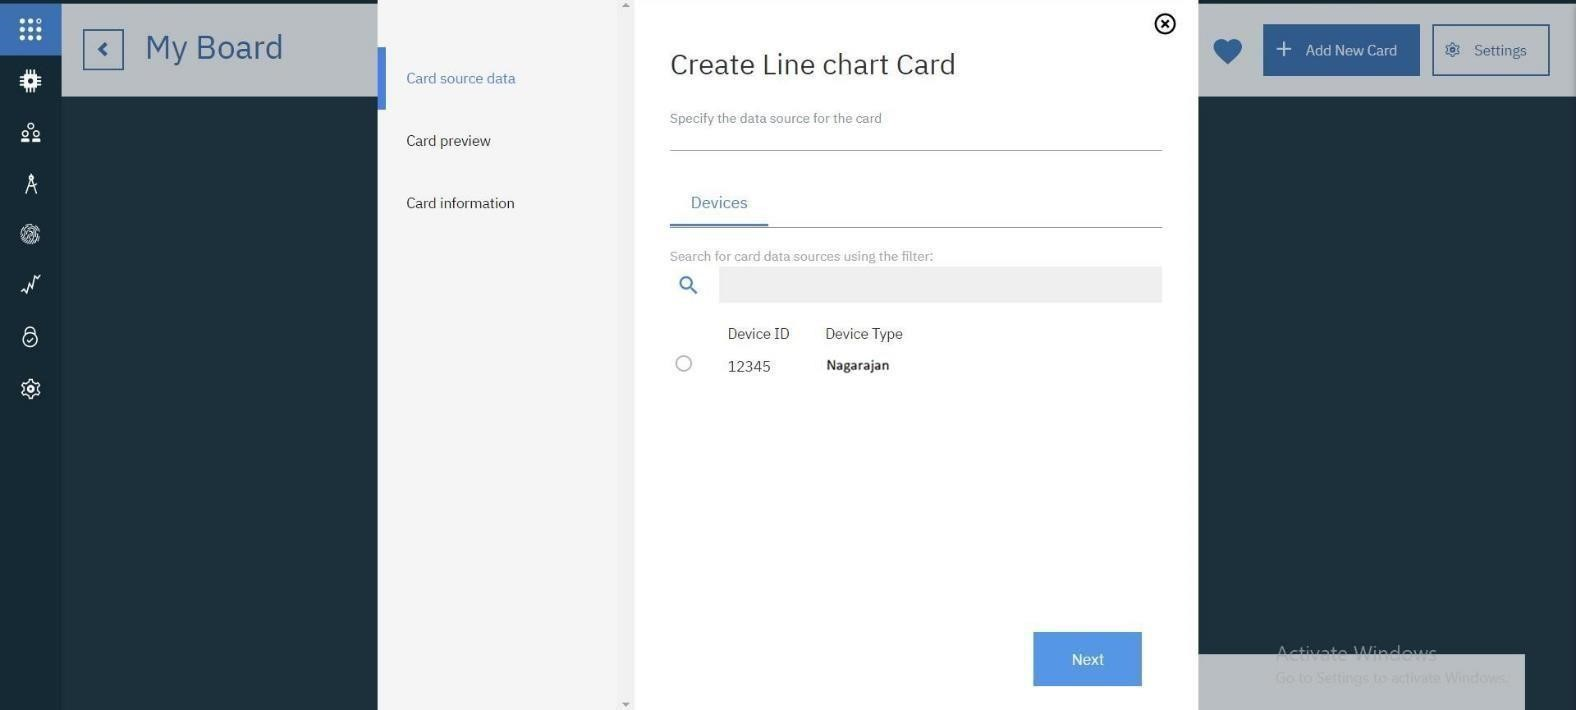 My Board
Add New Card
Settings
Card source data
Card preview
Card information
Create Line chart Card
Specify the data source for the card
Devices
Search for card data sources using the filter:
Device ID Device Type
12345 Nagarajan
Next
Activate Windows
Go to Settings to activate Windows.